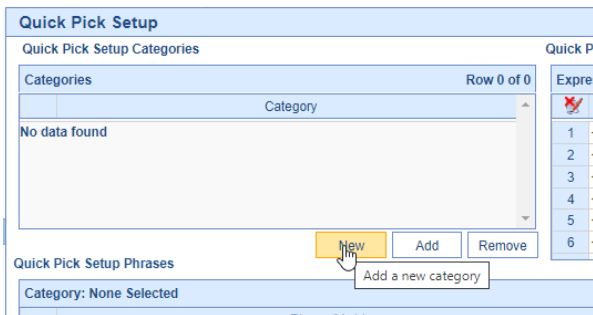 Quick Pick Setup
Quick Pick Setup Categories
Quick P
Categories Row 0 of 0
Expre
Category
No data found
1
2
3
4
5
6
New Add Remove
Add a new category
Quick Pick Setup Phrases
Category: None Selected